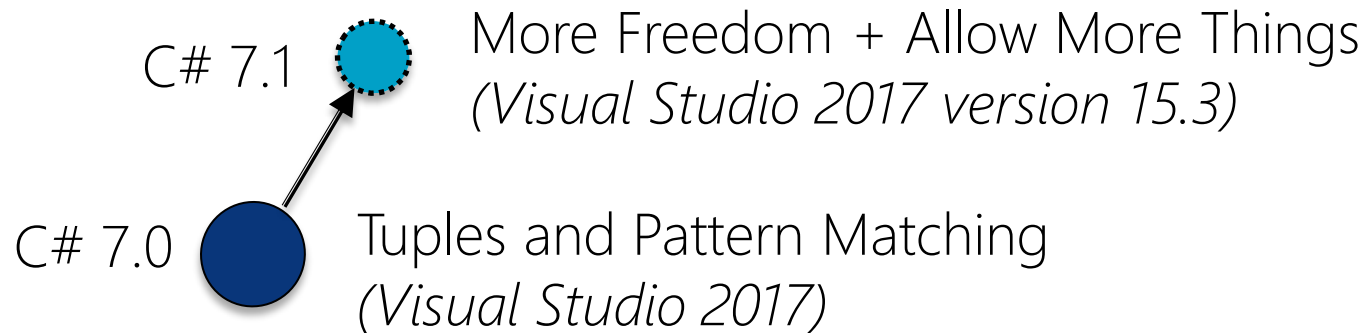 C# 7.1
More Freedom + Allow More Things
(Visual Studio 2017 version 15.3)
C# 7.0
Tuples and Pattern Matching
(Visual Studio 2017)